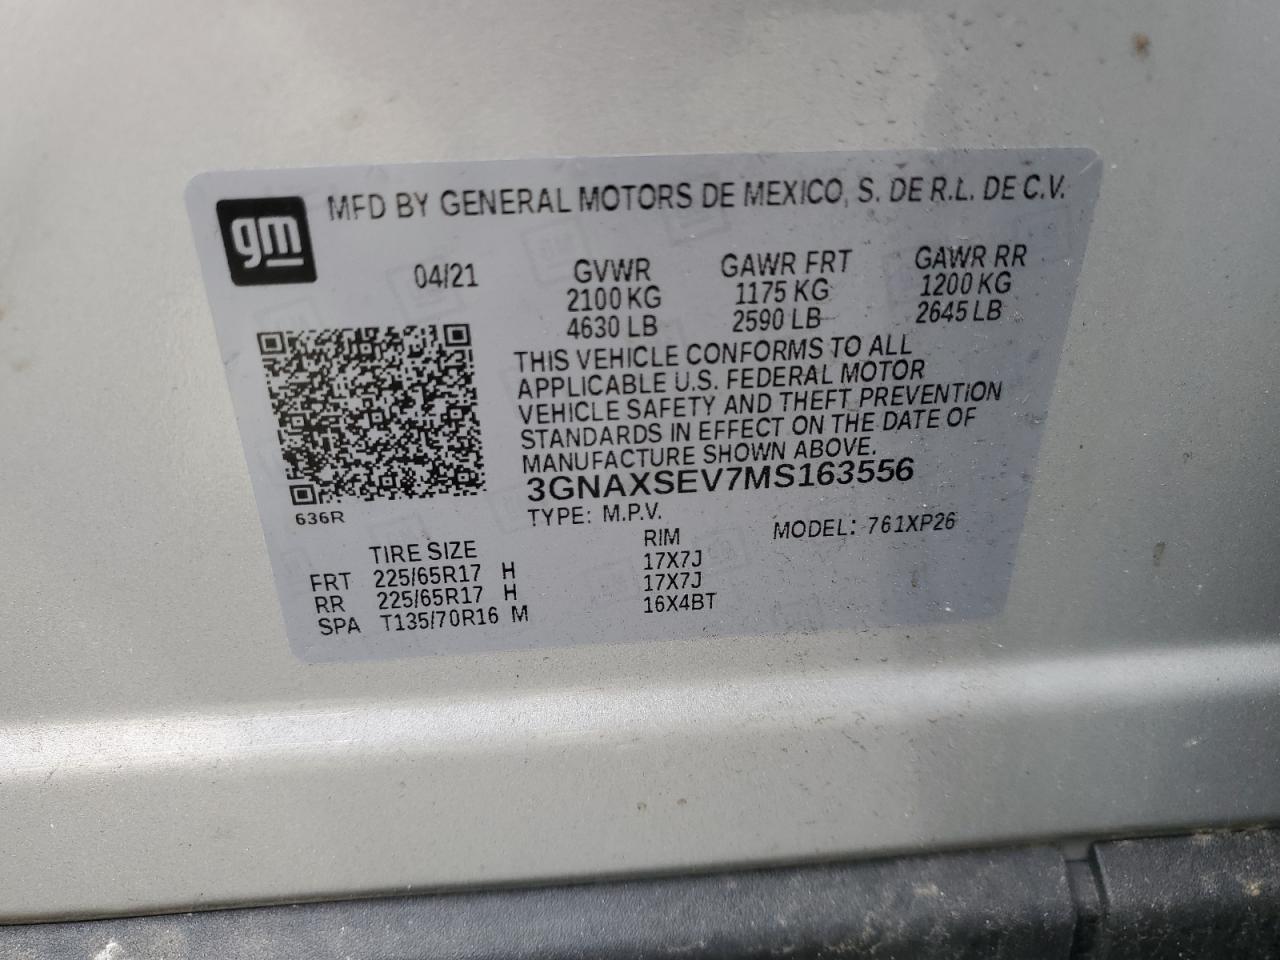 gm
MFD BY GENERAL MOTORS DE MEXICO, S. DE R.L. DE C.V.
04/21 GVWR GAWR FRT GAWR RR
2100 KG 1175 KG 1200 KG
4630 LB 2590 LB 2645 LB
THIS VEHICLE CONFORMS TO ALL
APPLICABLE U.S. FEDERAL MOTOR
VEHICLE SAFETY AND THEFT PREVENTION
STANDARDS IN EFFECT ON THE DATE OF
MANUFACTURE SHOWN ABOVE.
3GNAXSEV7MS163556
636R TYPE: M.P.V. MODEL: 761XP26
TIRE SIZE RIM
FRT 225/65R17 H 17X7J
RR 225/65R17 H 17X7J
SPA T135/70R16 M 16X4BT